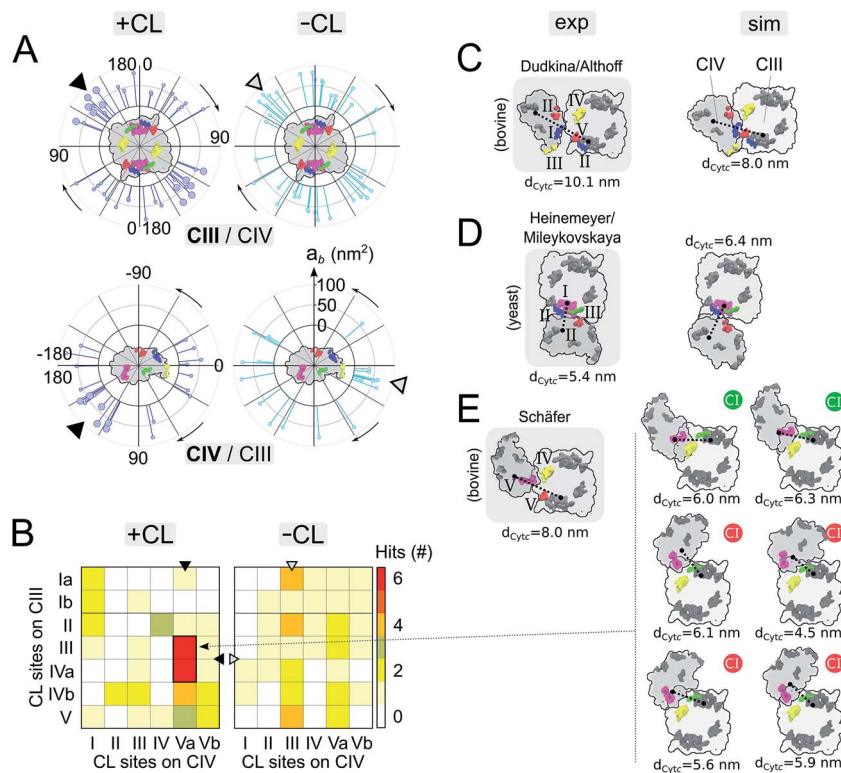 +CL
-CL
exp
sim
A
180 0
90
90
0 180
CIII / CIV
a_b (nm²)
100
50
0
-90
-180
180
0
90
CIV / CIII
C
Dudkina/Althoff
(bovine)
II
IV
I
V
III
II
d_Cytc=10.1 nm
CIV
CIII
d_Cytc=8.0 nm
D
Heinemeyer/
Mileykovskaya
(yeast)
I
II
III
II
d_Cytc=5.4 nm
6.4 nm
d_Cytc=
E
Schäfer
(bovine)
IV
V
V
d_Cytc=8.0 nm
CI
CI
d_Cytc=6.0 nm
d_Cytc=6.3 nm
CI
CI
d_Cytc=6.1 nm
d_Cytc=4.5 nm
CI
CI
d_Cytc=5.6 nm
d_Cytc=5.9 nm
B
+CL
-CL
Hits (#)
6
4
2
0
CL sites on CIII
Ia
Ib
II
III
IVa
IVb
V
I II III IV Va Vb
CL sites on CIV
I II III IV Va Vb
CL sites on CIV